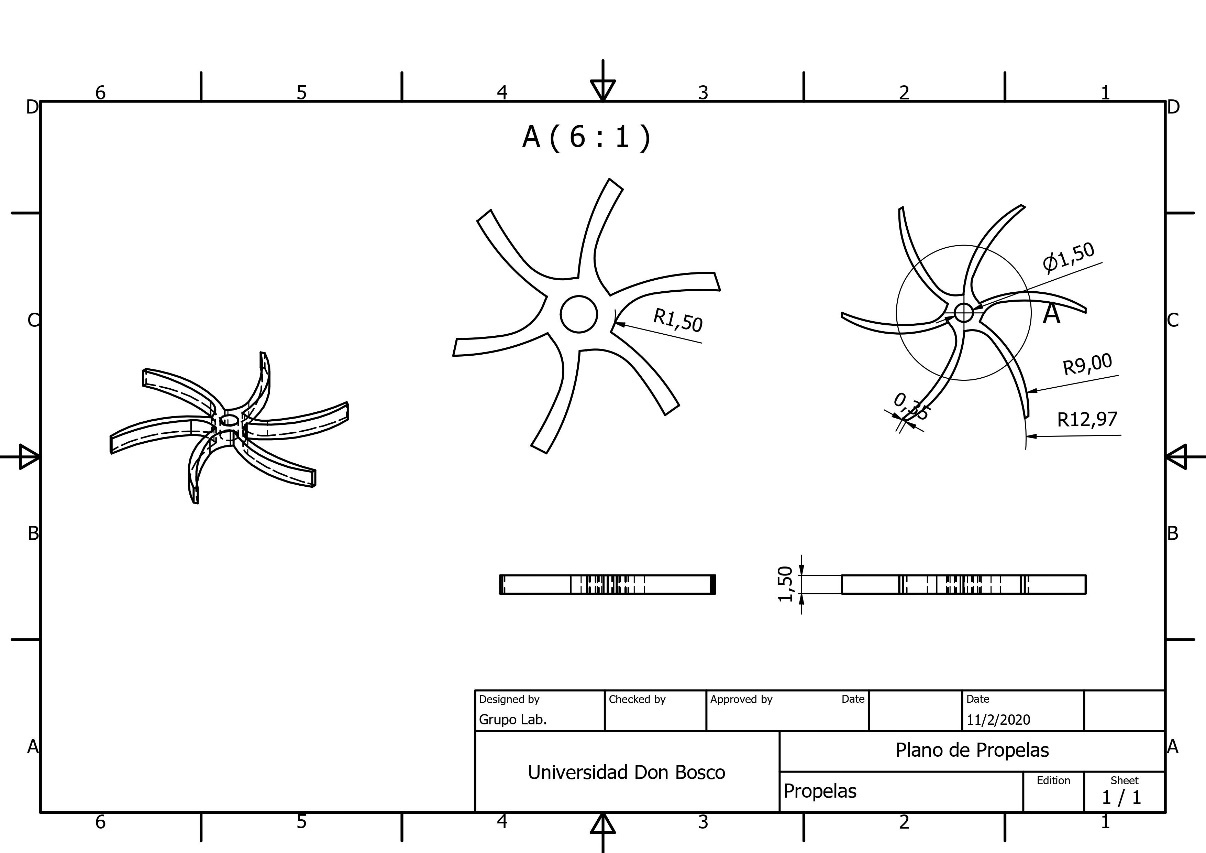 6 5 4 3 2 1
D D
A ( 6 : 1 )
Ø1,50
C R1,50 A C
R9,00
0,35
R12,97
B B
1,50
Designed by Checked by Approved by Date Date
Grupo Lab. 11/2/2020
A Plano de Propelas A
Universidad Don Bosco
Edition Sheet
Propelas 1 / 1
6 5 4 3 2 1